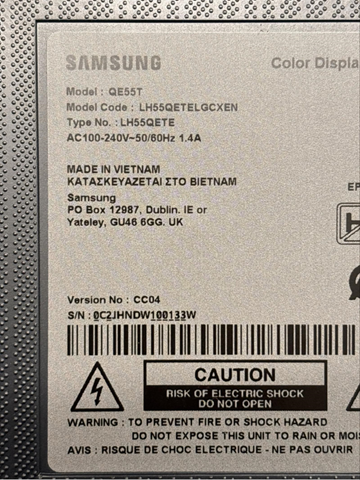 SAMSUNG
Color Displa
Model : QE55T
Model Code : LH55QETELGCXEN
Type No. : LH55QETE
AC100-240V~50/60Hz 1.4A
MADE IN VIETNAM
ΚΑΤΑΣΚΕΥΑΖΕΤΑΙ ΣΤΟ ΒΙΕΤΝΑΜ
Samsung
PO Box 12987, Dublin. IE or
Yateley, GU46 6GG. UK
EP
Version No : CC04
S/N : 0C2JHNDW100133W
CAUTION
RISK OF ELECTRIC SHOCK
DO NOT OPEN
WARNING : TO PREVENT FIRE OR SHOCK HAZARD
DO NOT EXPOSE THIS UNIT TO RAIN OR MOIS
AVIS : RISQUE DE CHOC ELECTRIQUE - NE PAS OUVR